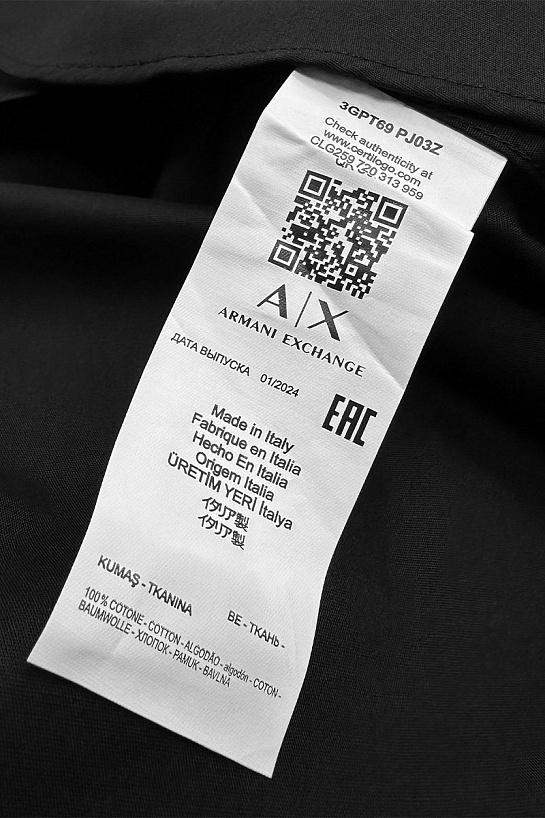 3GPT69 PJ03Z
Check authenticity at
www.certilogo.com
CLG259 720 313 959
A|X
ARMANI EXCHANGE
ДАТА ВЫПУСКА 01/2024
EAC
Made in Italy
Fabrique en Italia
Hecho En Italia
Origem Italia
ÜRETİM YERİ İtalya
イタリア製
イタリア製
KUMAŞ - TKANINA BE - ТКАНЬ -
100% COTONE - COTTON - ALGODÃO - algodón - COTON -
BAUMWOLLE - ХЛОПОК - PAMUK - BAVLNA